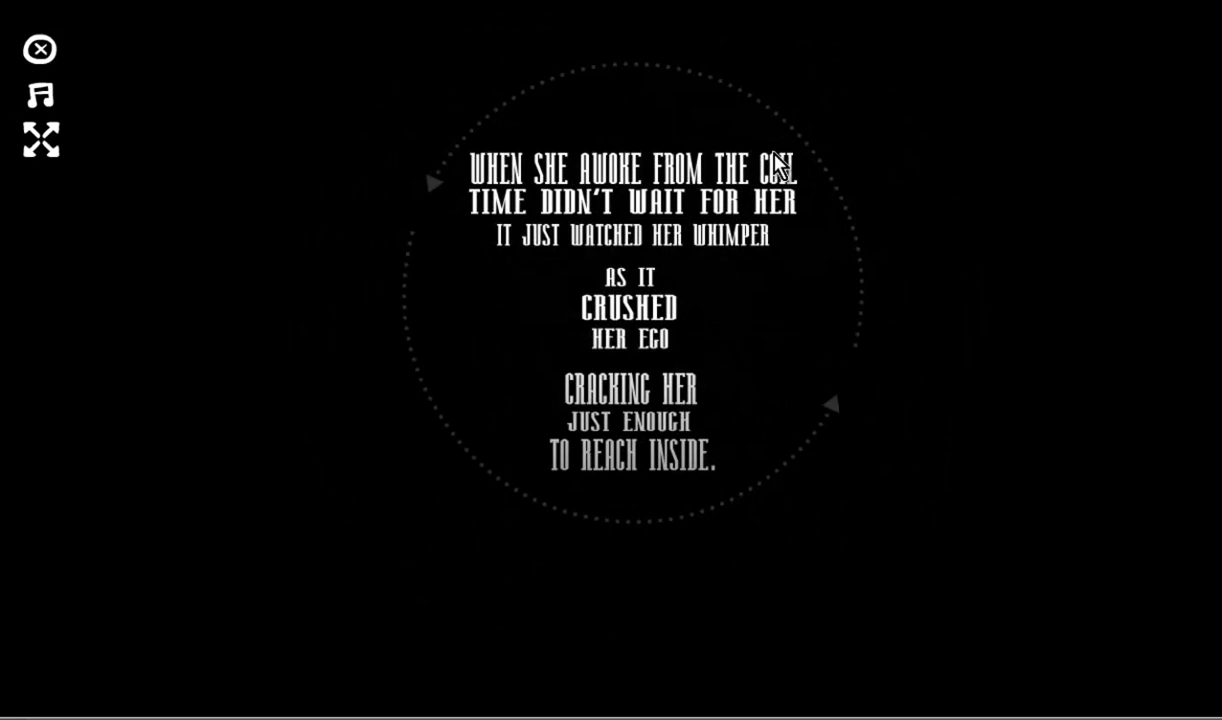 WHEN SHE AWOKE FROM THE
TIME DIDN'T WAIT FOR HER
IT JUST WATCHED HER WHIMPER
AS IT
CRUSHED
HER EGO
CRACKING HER
JUST ENOUGH
TO REACH INSIDE.